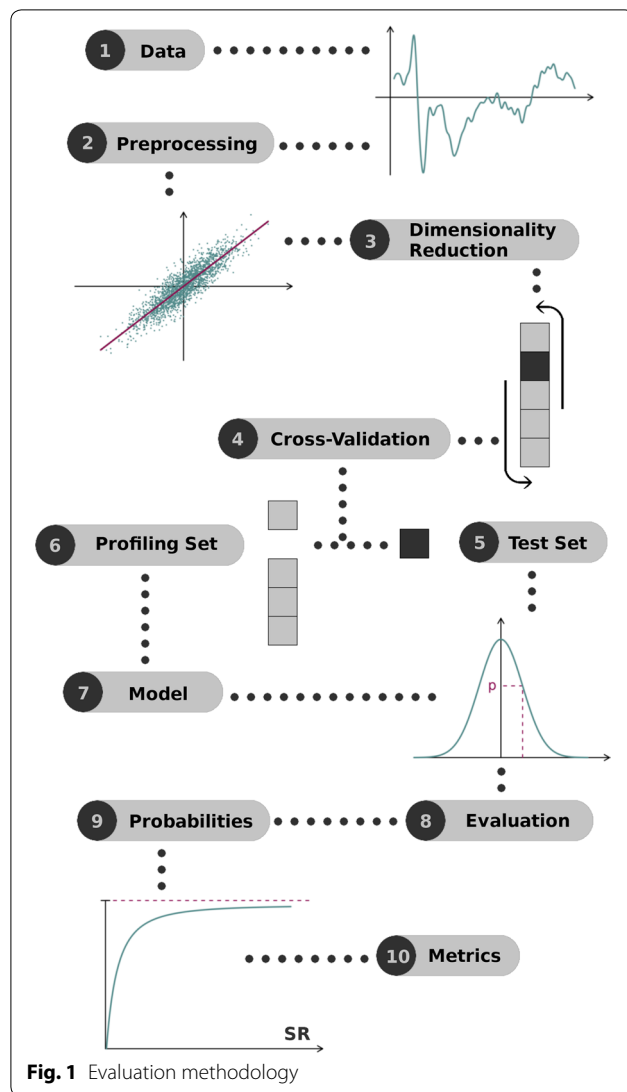 1 Data
2 Preprocessing
3 Dimensionality
Reduction
4 Cross-Validation
6 Profiling Set
5 Test Set
p
7 Model
9 Probabilities
8 Evaluation
10 Metrics
SR
Fig. 1 Evaluation methodology